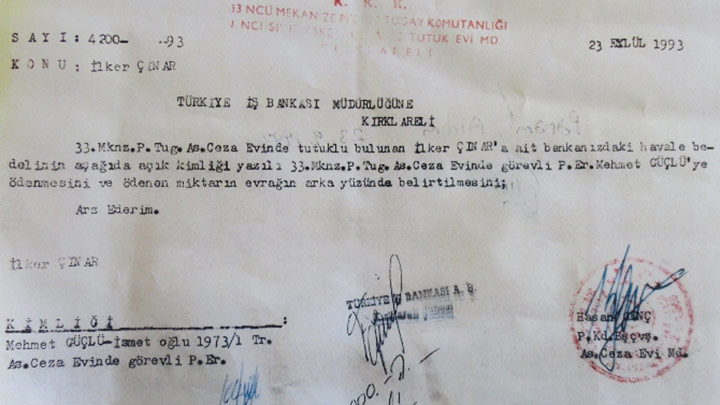 K. K. K.
33 NCÜ MEKANİZE P. TUGAY KOMUTANLIĞI
TUTUK EVİ MD.
SAYI: 4200- 93
23 EYLÜL 1993
KONU: İlker ÇINAR
TÜRKİYE İŞ BANKASI MÜDÜRLÜĞÜNE
KIRKLARELİ
33.Mknz.P.Tug.As.Ceza Evinde tutuklu bulunan İlker ÇINAR'a ait bankanızdaki havale be-
delinin aşağıda açık kimliği yazılı 33.Mknz.P.Tug.As.Ceza Evinde görevli P.Er.Mehmet GÜÇLÜ'ye
ödenmesini ve ödenen miktarın evrağın arka yüzünde belirtilmesini;
Arz Ederim.
İlker ÇINAR
TÜRKİYE İŞ BANKASI A. Ş.
Hasan GENÇ
P.Kd.Bçvş.
As.Ceza Evi Md.
KİMLİĞİ :
Mehmet GÜÇLÜ-İsmet oğlu 1973/1 Tr.
As.Ceza Evinde görevli P.Er.